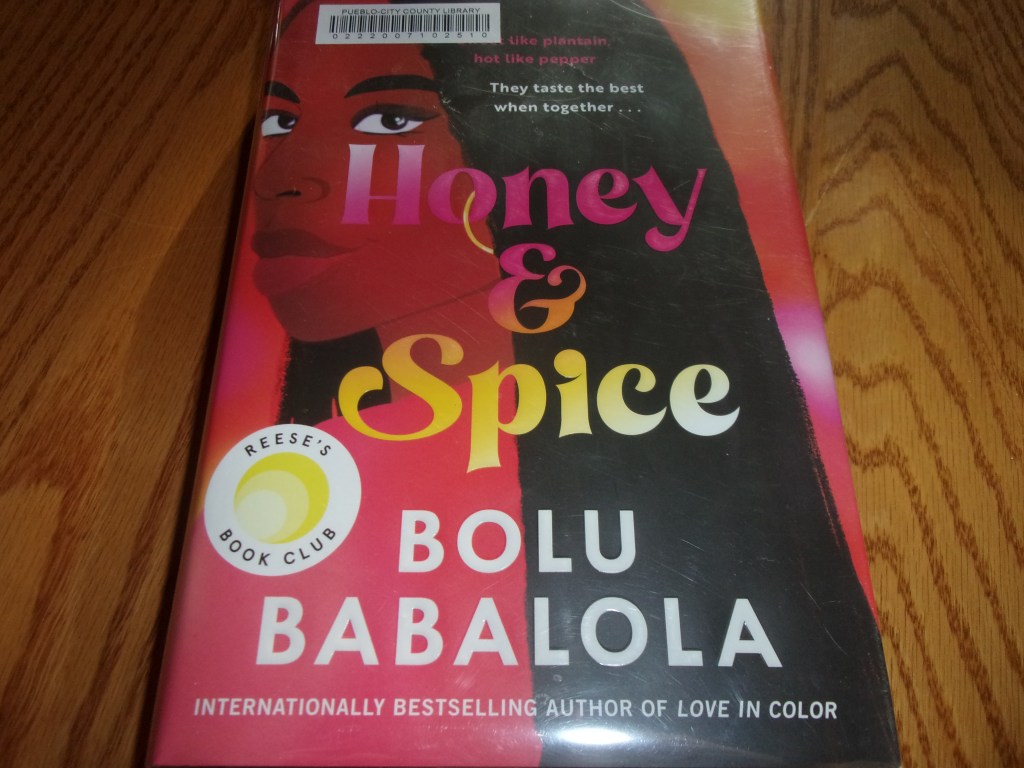 PUEBLO-CITY COUNTY LIBRARY
0222007102510
like plantain,
hot like pepper
They taste the best
when together . . .
Honey
&
Spice
REESE'S
BOOK CLUB
BOLU
BABALOLA
INTERNATIONALLY BESTSELLING AUTHOR OF LOVE IN COLOR